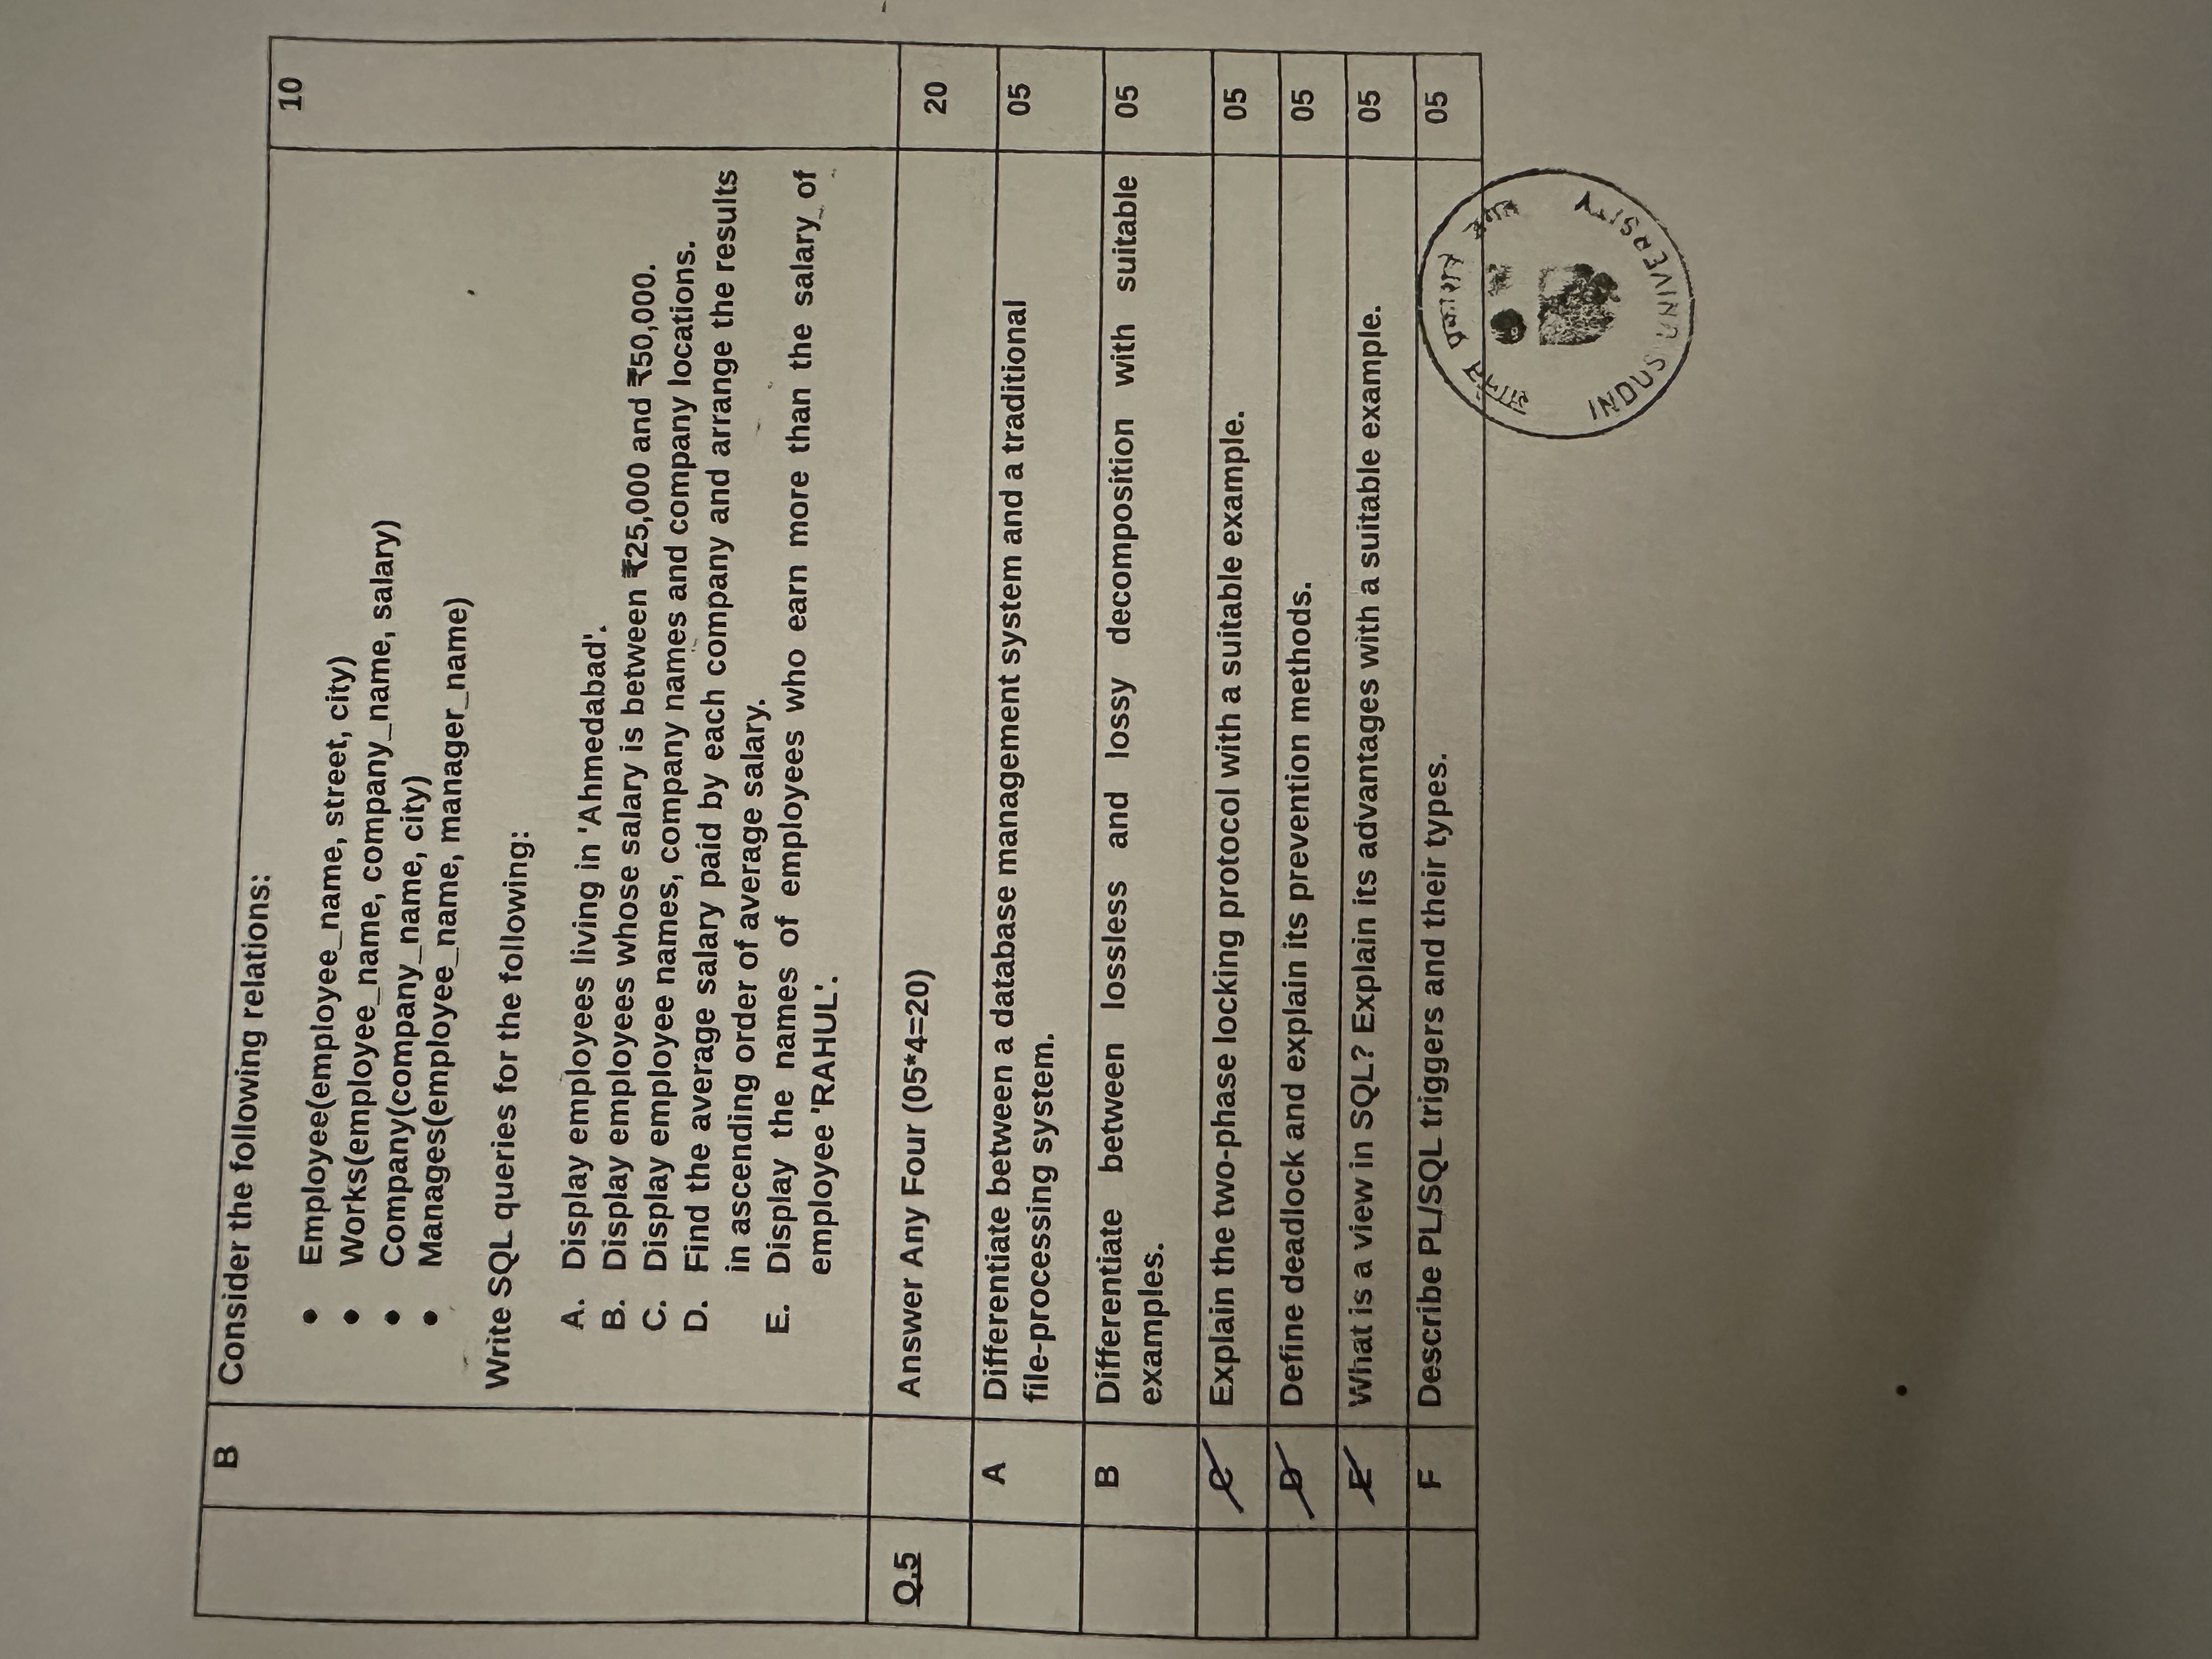 B Consider the following relations: 10
• Employee(employee_name, street, city)
• Works(employee_name, company_name, salary)
• Company(company_name, city)
• Manages(employee_name, manager_name)
Write SQL queries for the following:
A. Display employees living in 'Ahmedabad'.
B. Display employees whose salary is between ₹25,000 and ₹50,000.
C. Display employee names, company names and company locations.
D. Find the average salary paid by each company and arrange the results
in ascending order of average salary.
E. Display the names of employees who earn more than the salary of
employee 'RAHUL'.
Q.5 Answer Any Four (05*4=20) 20
A Differentiate between a database management system and a traditional 05
file-processing system.
B Differentiate between lossless and lossy decomposition with suitable 05
examples.
C Explain the two-phase locking protocol with a suitable example. 05
D Define deadlock and explain its prevention methods. 05
E What is a view in SQL? Explain its advantages with a suitable example. 05
F Describe PL/SQL triggers and their types. 05
INDUS UNIVERSITY